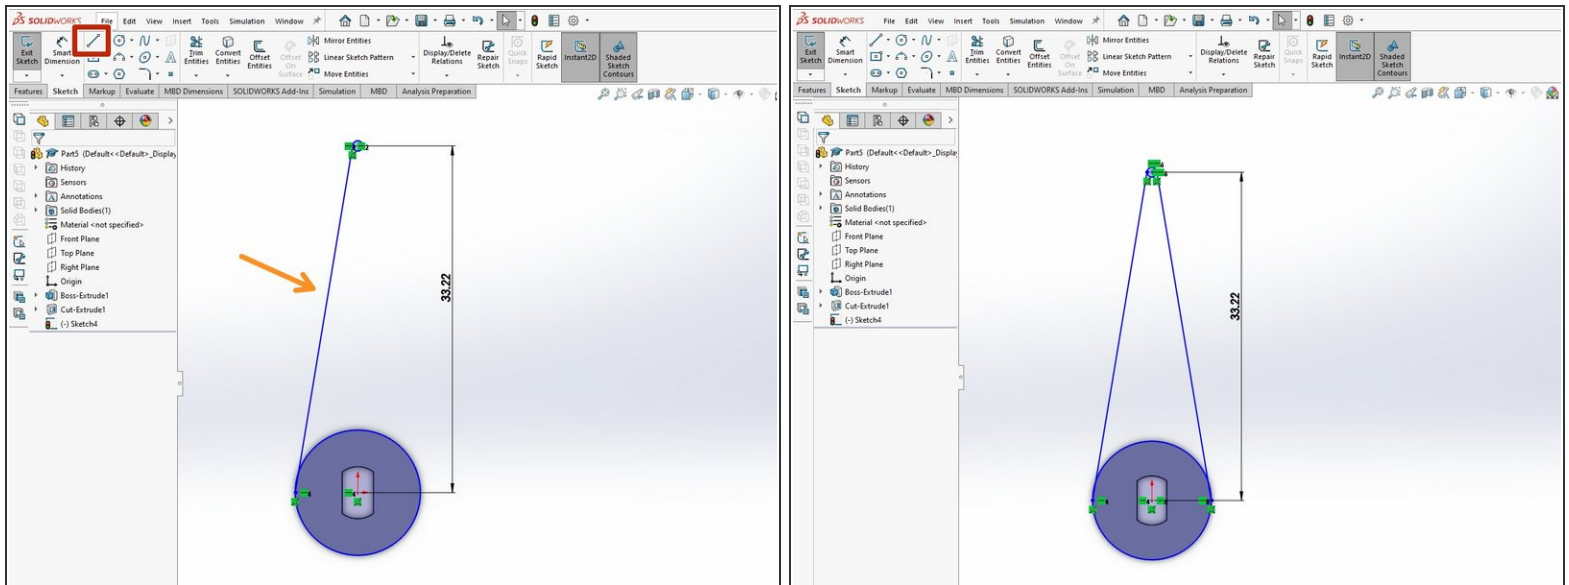 SOLIDWORKS File Edit View Insert Tools Simulation Window
Exit Sketch
Smart Dimension
Trim Entities
Convert Entities
Offset Entities
Offset On Surface
Mirror Entities
Linear Sketch Pattern
Move Entities
Display/Delete Relations
Repair Sketch
Quick Snaps
Rapid Sketch
Instant2D
Shaded Sketch Contours
Features Sketch Markup Evaluate MBD Dimensions SOLIDWORKS Add-Ins Simulation MBD Analysis Preparation
Part5 (Default<<Default>_Display
History
Sensors
Annotations
Solid Bodies(1)
Material <not specified>
Front Plane
Top Plane
Right Plane
Origin
Boss-Extrude1
Cut-Extrude1
(-) Sketch4
33.22
SOLIDWORKS File Edit View Insert Tools Simulation Window
Exit Sketch
Smart Dimension
Trim Entities
Convert Entities
Offset Entities
Offset On Surface
Mirror Entities
Linear Sketch Pattern
Move Entities
Display/Delete Relations
Repair Sketch
Quick Snaps
Rapid Sketch
Instant2D
Shaded Sketch Contours
Features Sketch Markup Evaluate MBD Dimensions SOLIDWORKS Add-Ins Simulation MBD Analysis Preparation
Part5 (Default<<Default>_Display
History
Sensors
Annotations
Solid Bodies(1)
Material <not specified>
Front Plane
Top Plane
Right Plane
Origin
Boss-Extrude1
Cut-Extrude1
(-) Sketch4
33.22